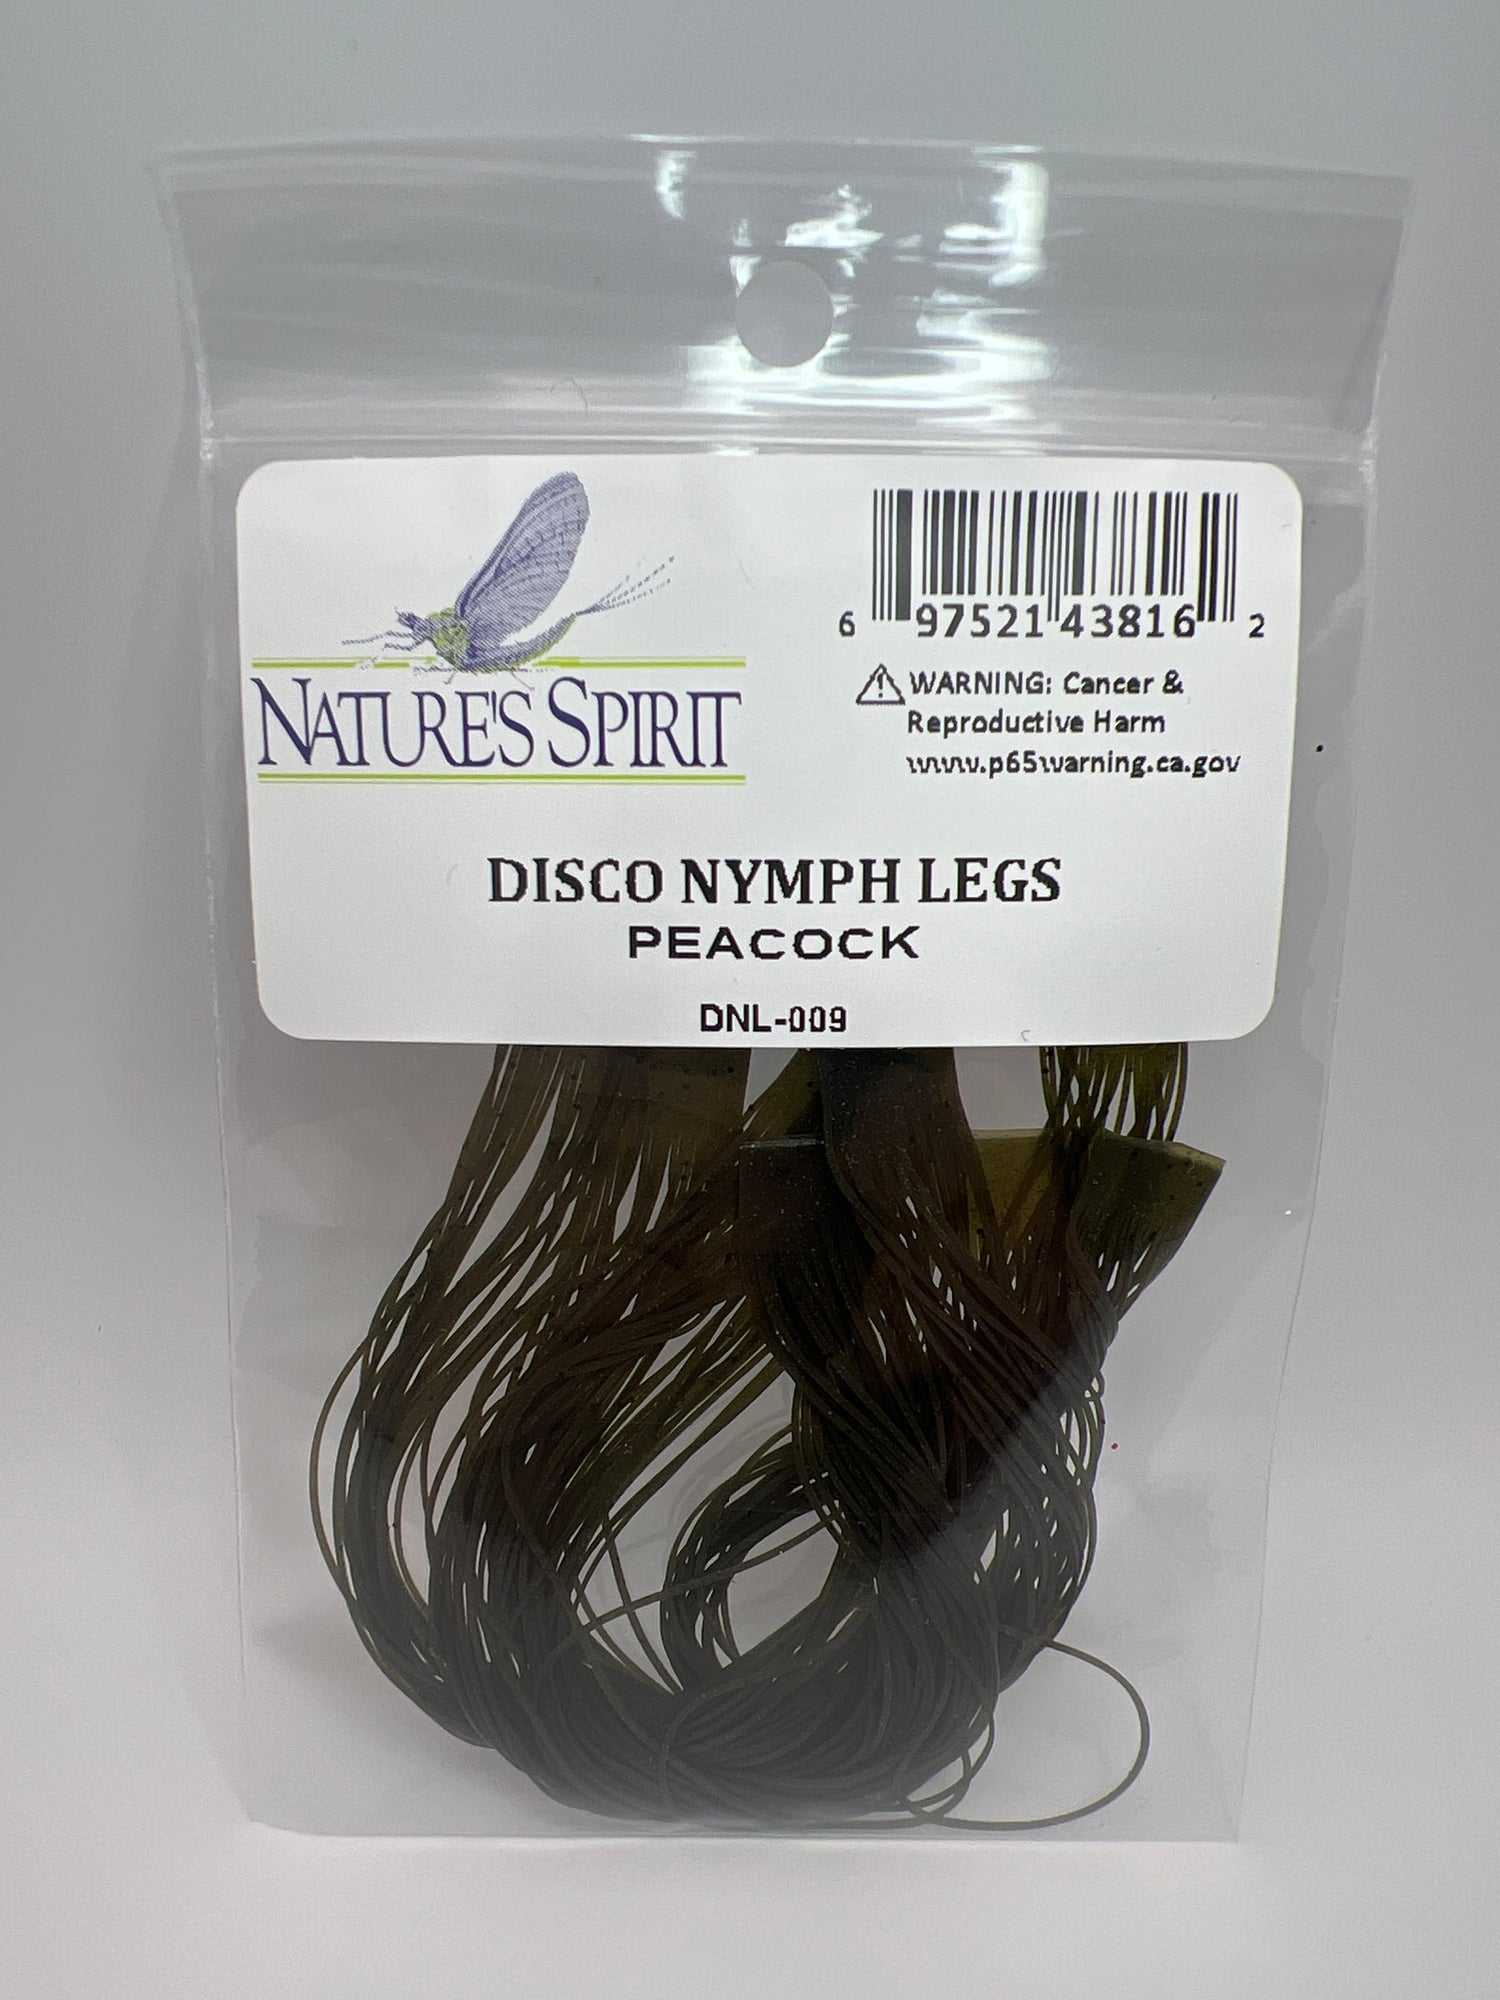 NATURE'S SPIRIT
6 97521 43816 2
WARNING: Cancer &
Reproductive Harm
www.p65warning.ca.gov
DISCO NYMPH LEGS
PEACOCK
DNL-009